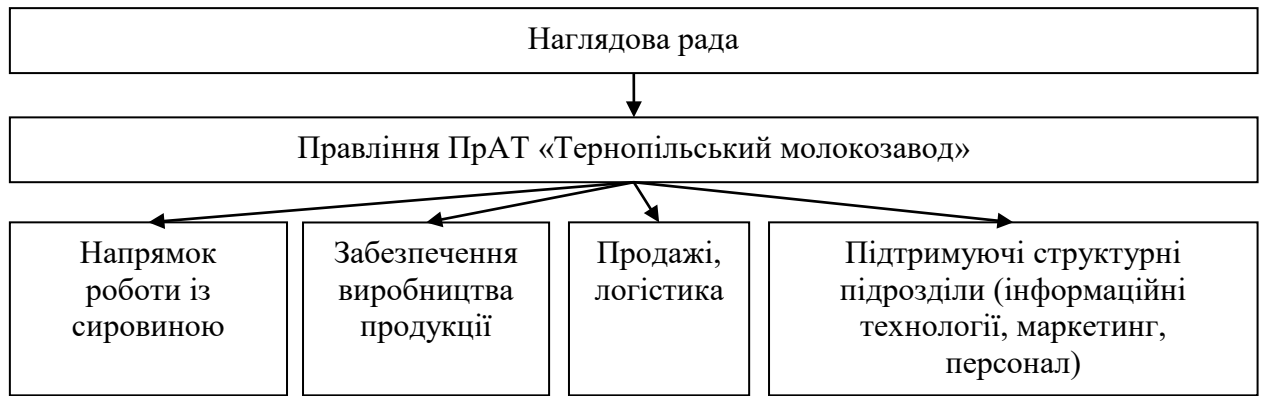 Наглядова рада
Правління ПрАТ «Тернопільський молокозавод»
Напрямок
роботи із
сировиною
Забезпечення
виробництва
продукції
Продажі,
логістика
Підтримуючі структурні
підрозділи (інформаційні
технології, маркетинг,
персонал)